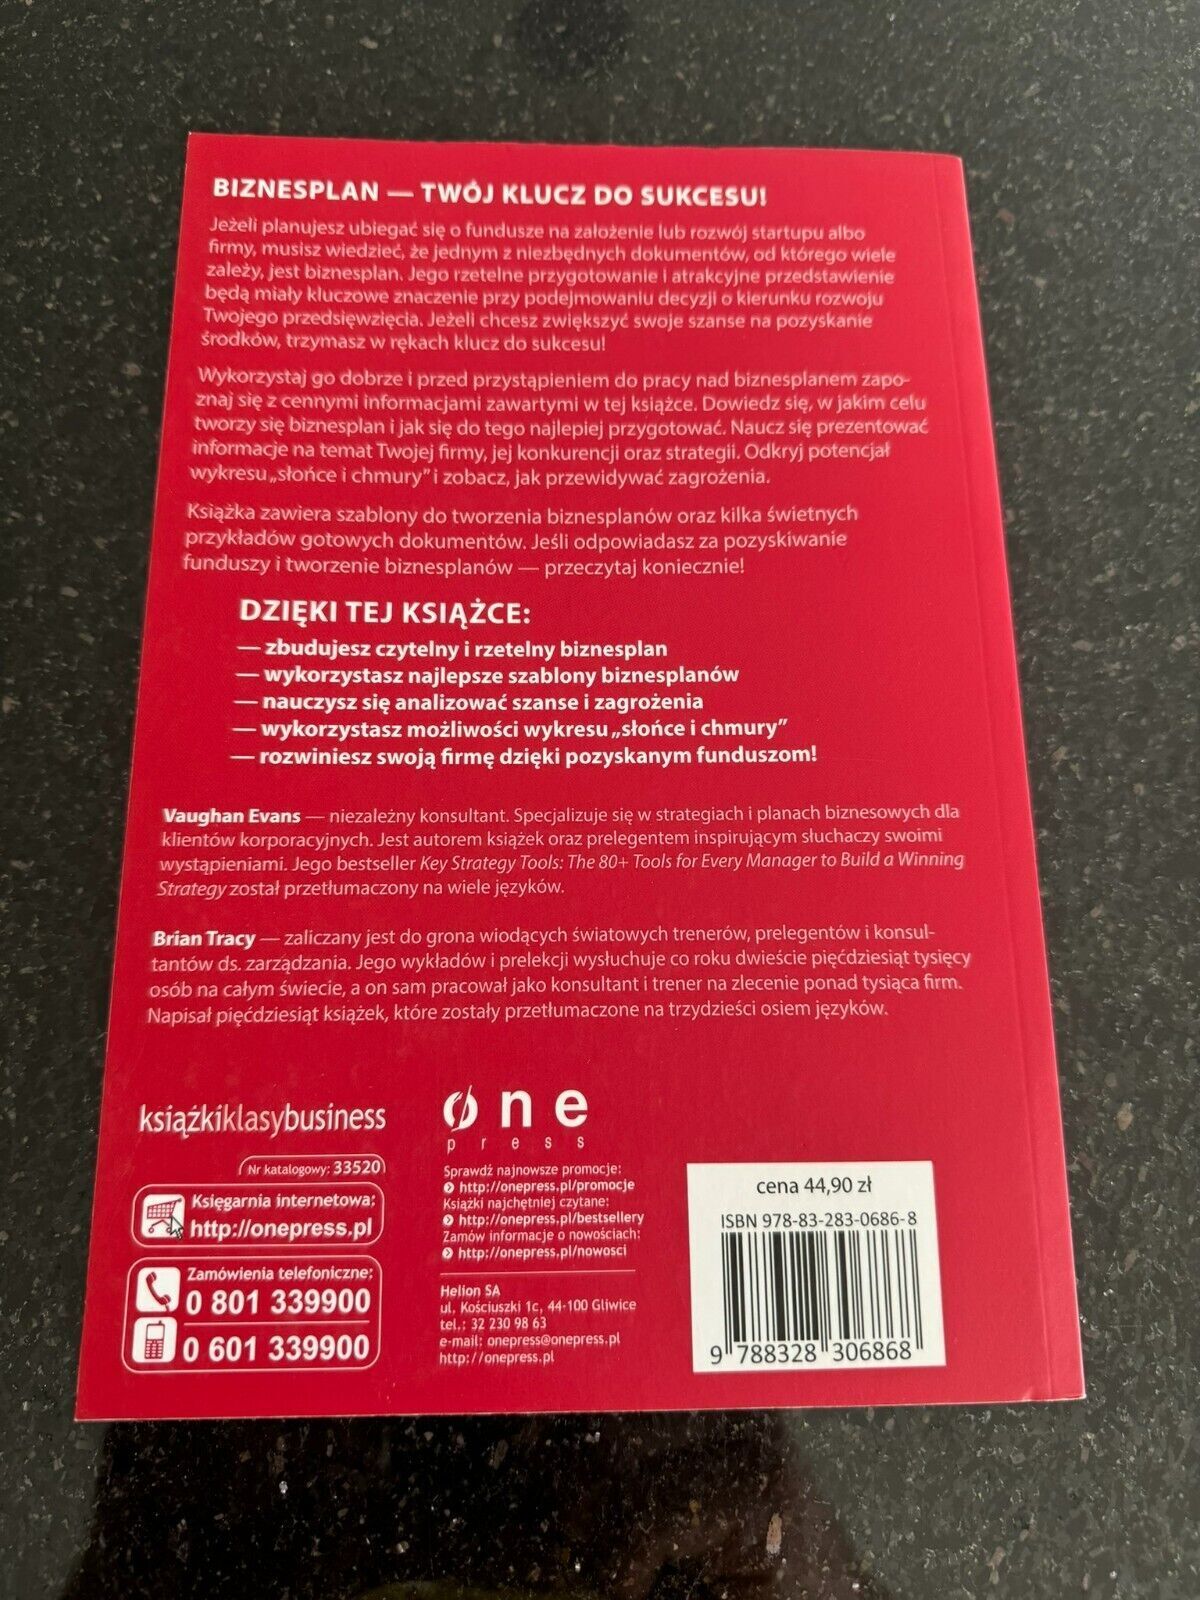 BIZNESPLAN — TWÓJ KLUCZ DO SUKCESU!
Jeżeli planujesz ubiegać się o fundusze na założenie lub rozwój startupu albo
firmy, musisz wiedzieć, że jednym z niezbędnych dokumentów, od którego wiele
zależy, jest biznesplan. Jego rzetelne przygotowanie i atrakcyjne przedstawienie
będą miały kluczowe znaczenie przy podejmowaniu decyzji o kierunku rozwoju
Twojego przedsięwzięcia. Jeżeli chcesz zwiększyć swoje szanse na pozyskanie
środków, trzymasz w rękach klucz do sukcesu!
Wykorzystaj go dobrze i przed przystąpieniem do pracy nad biznesplanem zapo-
znaj się z cennymi informacjami zawartymi w tej książce. Dowiedz się, w jakim celu
tworzy się biznesplan i jak się do tego najlepiej przygotować. Naucz się prezentować
informacje na temat Twojej firmy, jej konkurencji oraz strategii. Odkryj potencjał
wykresu „słońce i chmury” i zobacz, jak przewidywać zagrożenia.
Książka zawiera szablony do tworzenia biznesplanów oraz kilka świetnych
przykładów gotowych dokumentów. Jeśli odpowiadasz za pozyskiwanie
funduszy i tworzenie biznesplanów — przeczytaj koniecznie!
DZIĘKI TEJ KSIĄŻCE:
— zbudujesz czytelny i rzetelny biznesplan
— wykorzystasz najlepsze szablony biznesplanów
— nauczysz się analizować szanse i zagrożenia
— wykorzystasz możliwości wykresu „słońce i chmury”
— rozwiniesz swoją firmę dzięki pozyskanym funduszom!
Vaughan Evans — niezależny konsultant. Specjalizuje się w strategiach i planach biznesowych dla
klientów korporacyjnych. Jest autorem książek oraz prelegentem inspirującym słuchaczy swoimi
wystąpieniami. Jego bestseller Key Strategy Tools: The 80+ Tools for Every Manager to Build a Winning
Strategy został przetłumaczony na wiele języków.
Brian Tracy — zaliczany jest do grona wiodących światowych trenerów, prelegentów i konsul-
tantów ds. zarządzania. Jego wykładów i prelekcji wysłuchuje co roku dwieście pięćdziesiąt tysięcy
osób na całym świecie, a on sam pracował jako konsultant i trener na zlecenie ponad tysiąca firm.
Napisał pięćdziesiąt książek, które zostały przetłumaczone na trzydzieści osiem języków.
książkiklasybusiness
Nr katalogowy: 33520
Księgarnia internetowa:
http://onepress.pl
Zamówienia telefoniczne:
0 801 339900
0 601 339900
one
press
Sprawdź najnowsze promocje:
http://onepress.pl/promocje
Książki najchętniej czytane:
http://onepress.pl/bestsellery
Zamów informacje o nowościach:
http://onepress.pl/nowosci
Helion SA
ul. Kościuszki 1c, 44-100 Gliwice
tel.: 32 230 98 63
e-mail: onepress@onepress.pl
http://onepress.pl
cena 44,90 zł
ISBN 978-83-283-0686-8
9 788328 306868